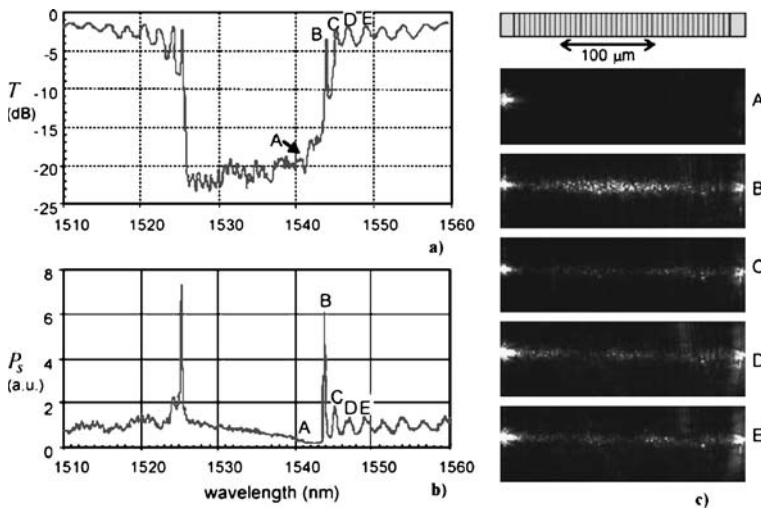 0
-5
-10
-15
-20
-25
T
(dB)
B
C
D
E
A
1510 1520 1530 1540 1550 1560
a)
8
6
4
2
0
P_s
(a.u.)
B
A
C
D
E
1510 1520 1530 1540 1550 1560
wavelength (nm)
b)
100 μm
A
B
C
D
E
c)